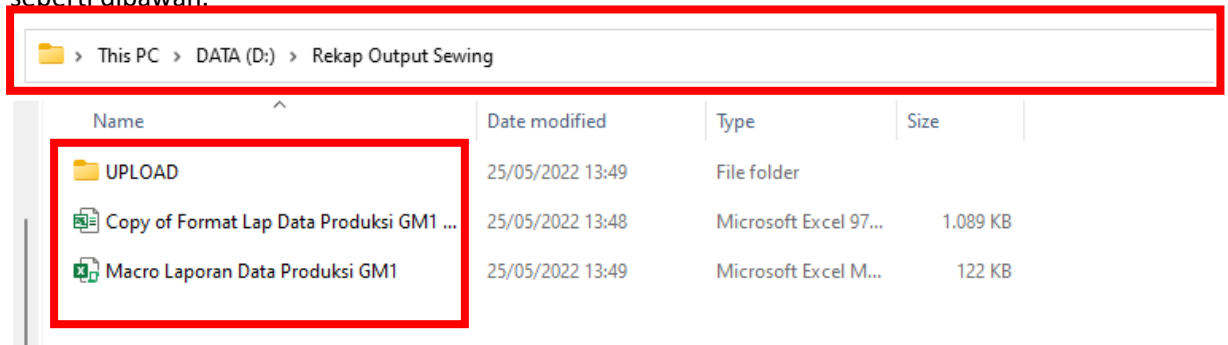 seperti dibawah.
This PC > DATA (D:) > Rekap Output Sewing
Name Date modified Type Size
UPLOAD 25/05/2022 13:49 File folder
Copy of Format Lap Data Produksi GM1 ... 25/05/2022 13:48 Microsoft Excel 97... 1.089 KB
Macro Laporan Data Produksi GM1 25/05/2022 13:49 Microsoft Excel M... 122 KB